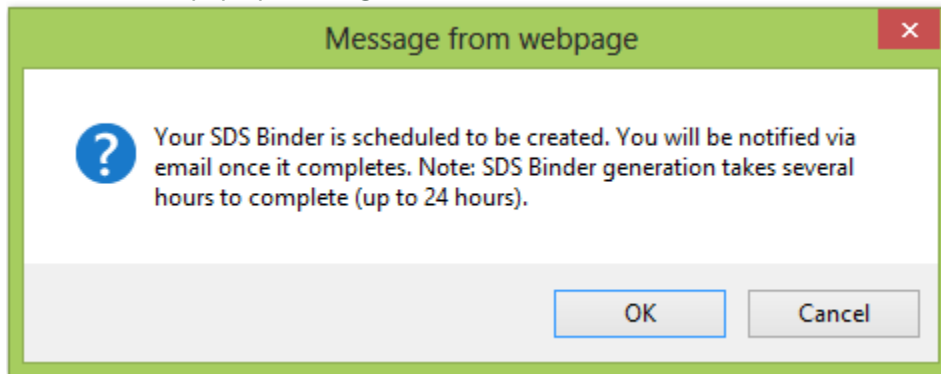 Message from webpage
Your SDS Binder is scheduled to be created. You will be notified via
email once it completes. Note: SDS Binder generation takes several
hours to complete (up to 24 hours).
OK
Cancel